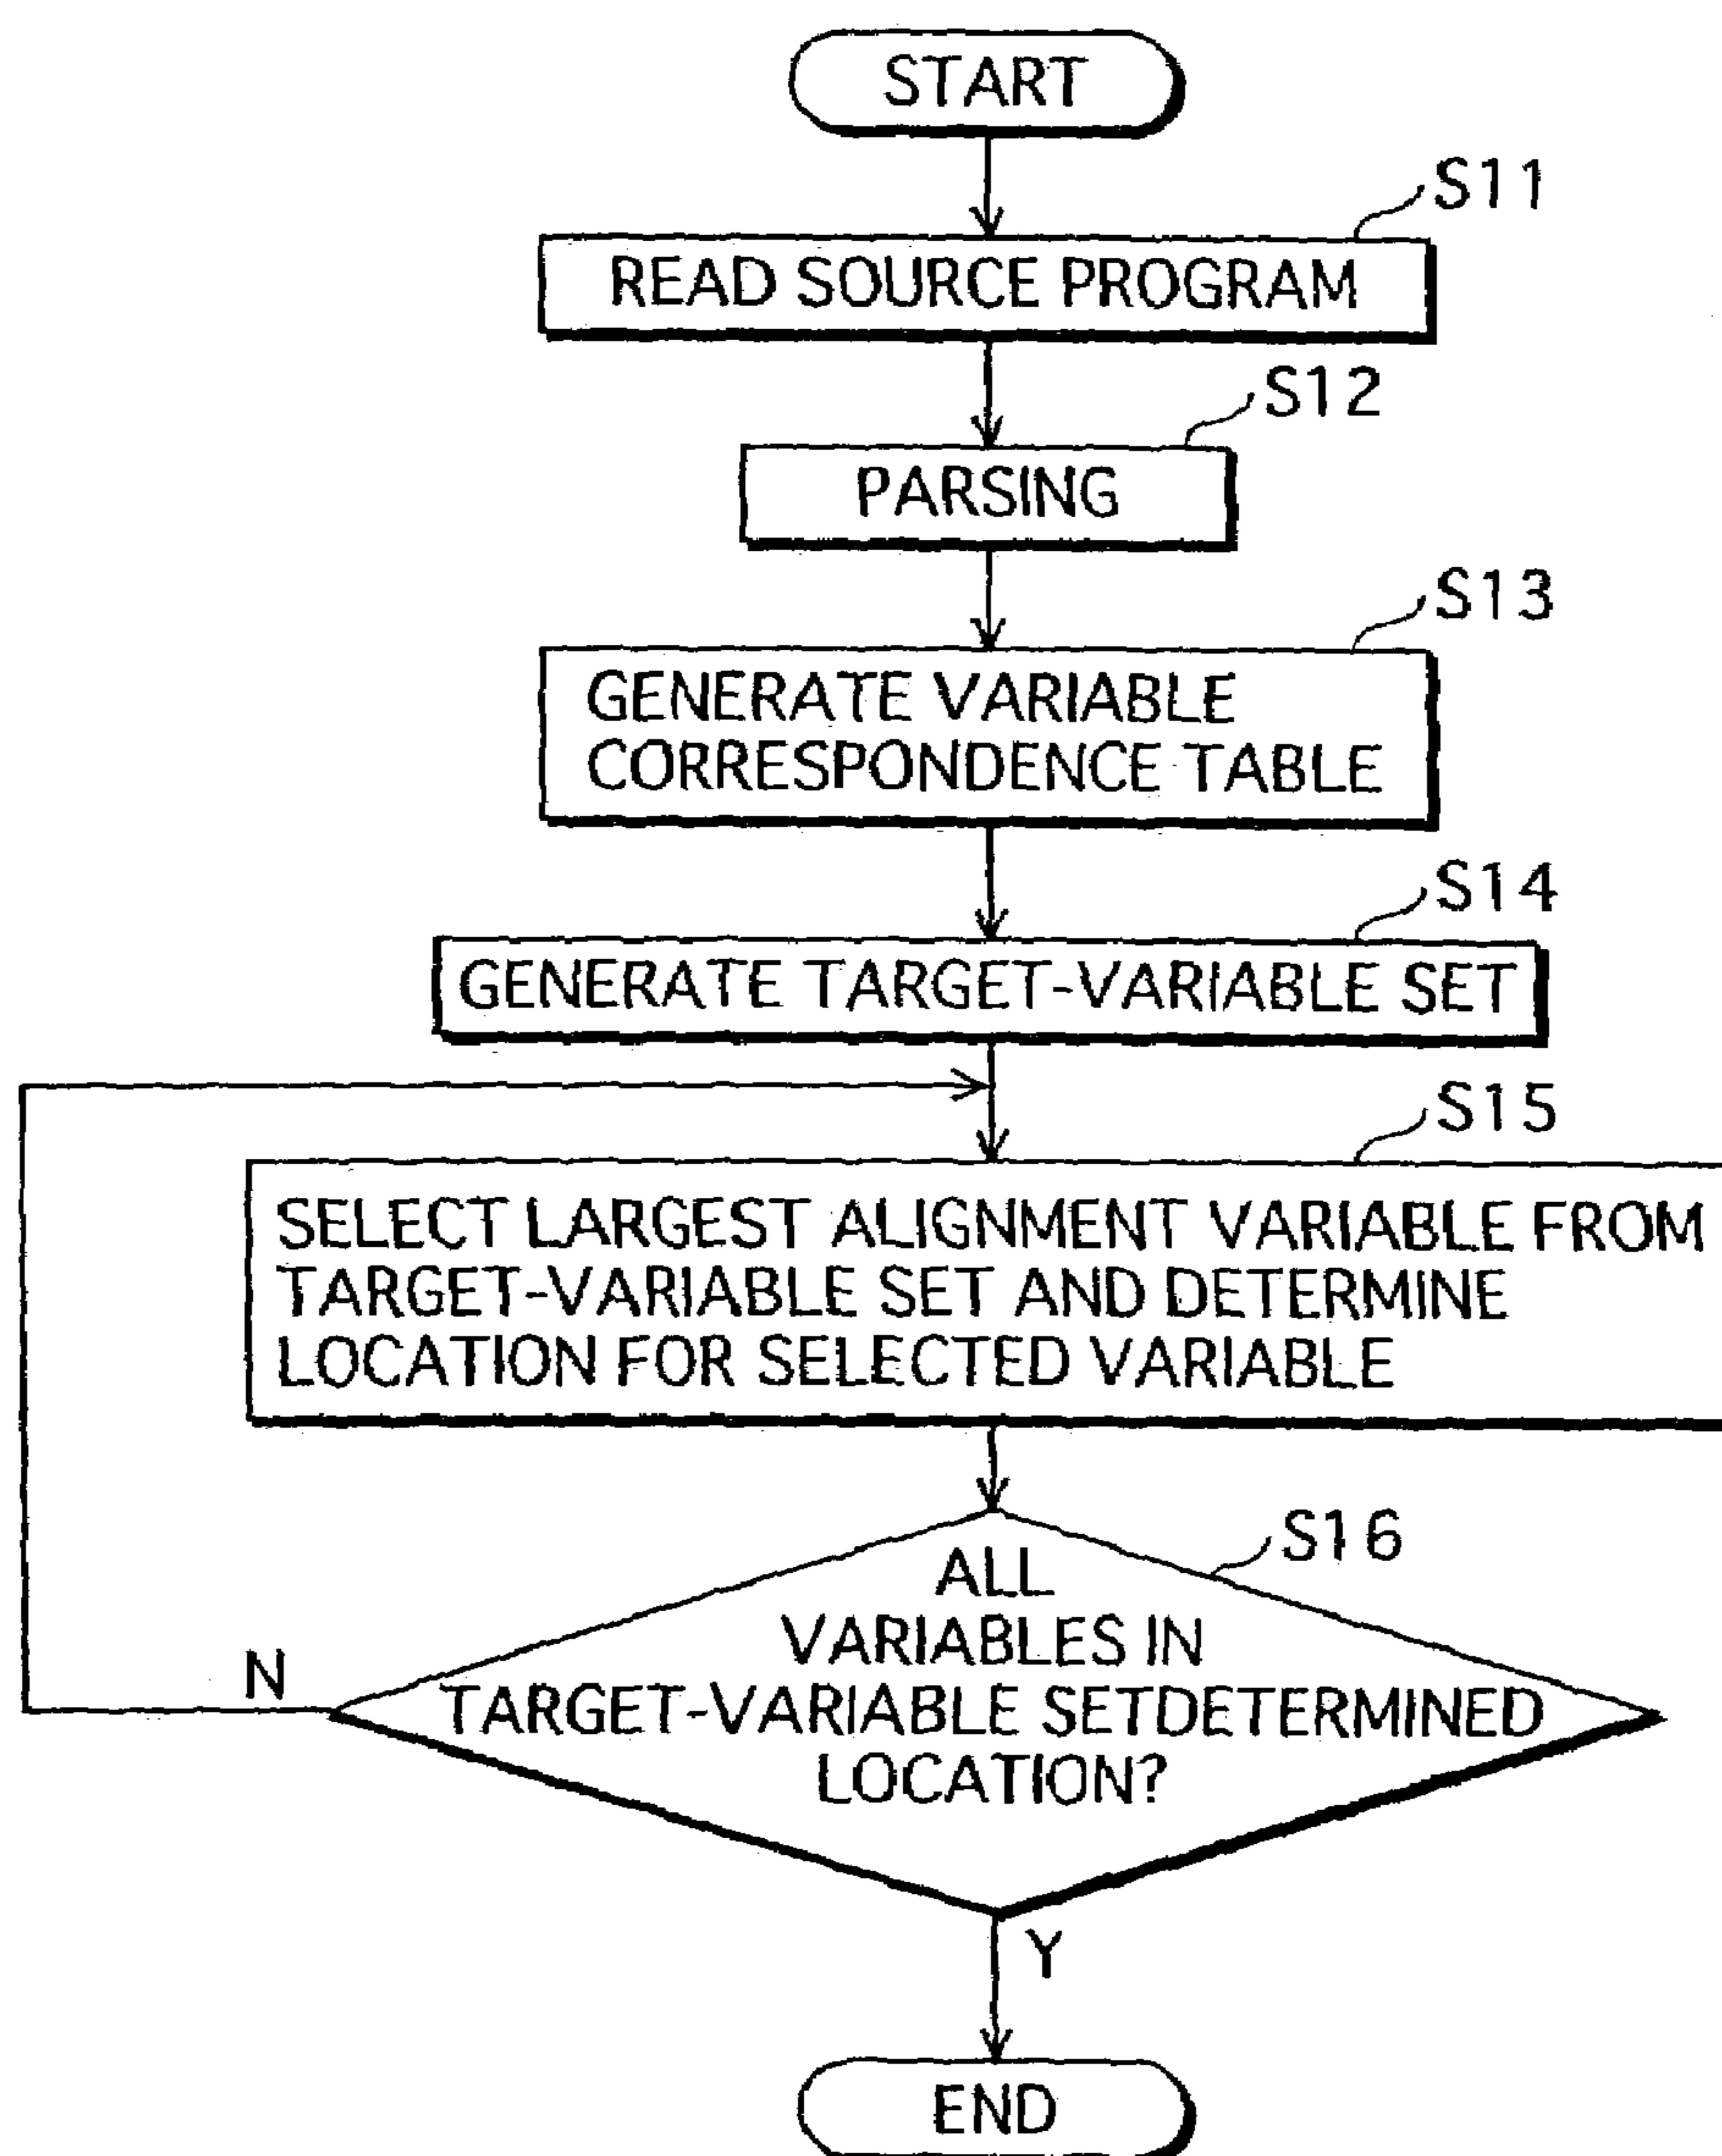 START
S11
READ SOURCE PROGRAM
S12
PARSING
S13
GENERATE VARIABLE
CORRESPONDENCE TABLE
S14
GENERATE TARGET-VARIABLE SET
S15
SELECT LARGEST ALIGNMENT VARIABLE FROM
TARGET-VARIABLE SET AND DETERMINE
LOCATION FOR SELECTED VARIABLE
S16
ALL
VARIABLES IN
N
TARGET-VARIABLE SETDETERMINED
LOCATION?
Y
END